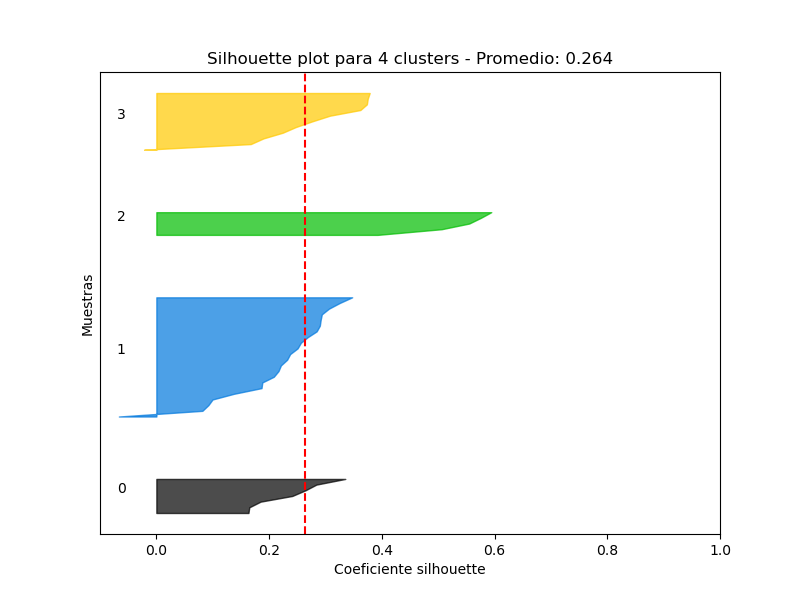 Silhouette plot para 4 clusters - Promedio: 0.264
3
2
1
0
Muestras
0.0 0.2 0.4 0.6 0.8 1.0
Coeficiente silhouette